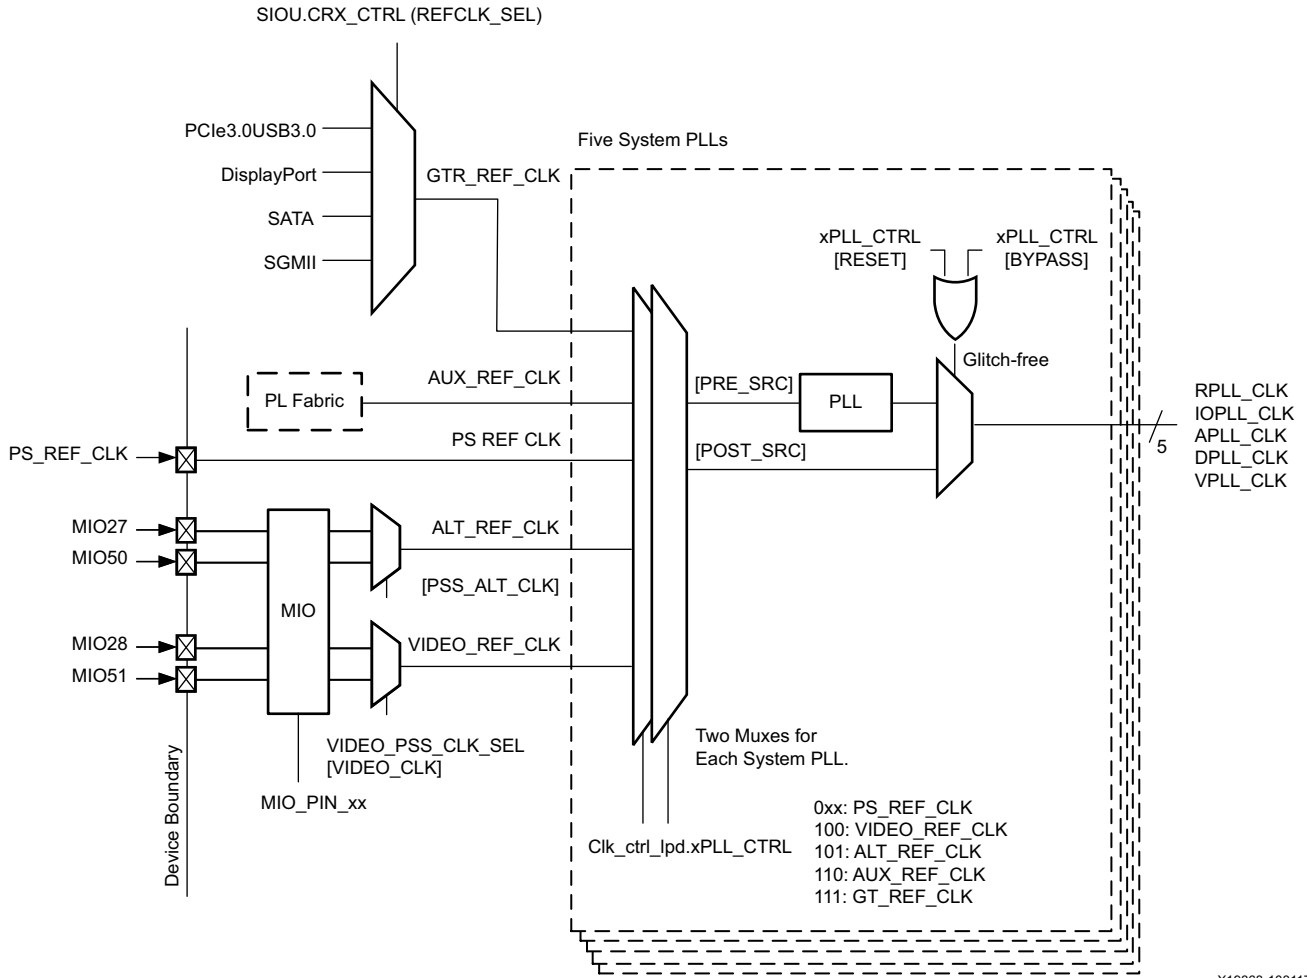 SIOU.CRX_CTRL (REFCLK_SEL)
PCIe3.0USB3.0
DisplayPort
SATA
SGMII
GTR_REF_CLK
Five System PLLs
xPLL_CTRL
[RESET]
xPLL_CTRL
[BYPASS]
Glitch-free
PL Fabric
AUX_REF_CLK
[PRE_SRC]
PLL
RPLL_CLK
IOPLL_CLK
APLL_CLK
DPLL_CLK
VPLL_CLK
5
PS_REF_CLK
PS REF CLK
[POST_SRC]
MIO27
MIO50
MIO28
MIO51
MIO
ALT_REF_CLK
[PSS_ALT_CLK]
VIDEO_REF_CLK
VIDEO_PSS_CLK_SEL
[VIDEO_CLK]
MIO_PIN_xx
Device Boundary
Two Muxes for
Each System PLL.
Clk_ctrl_lpd.xPLL_CTRL
0xx: PS_REF_CLK
100: VIDEO_REF_CLK
101: ALT_REF_CLK
110: AUX_REF_CLK
111: GT_REF_CLK